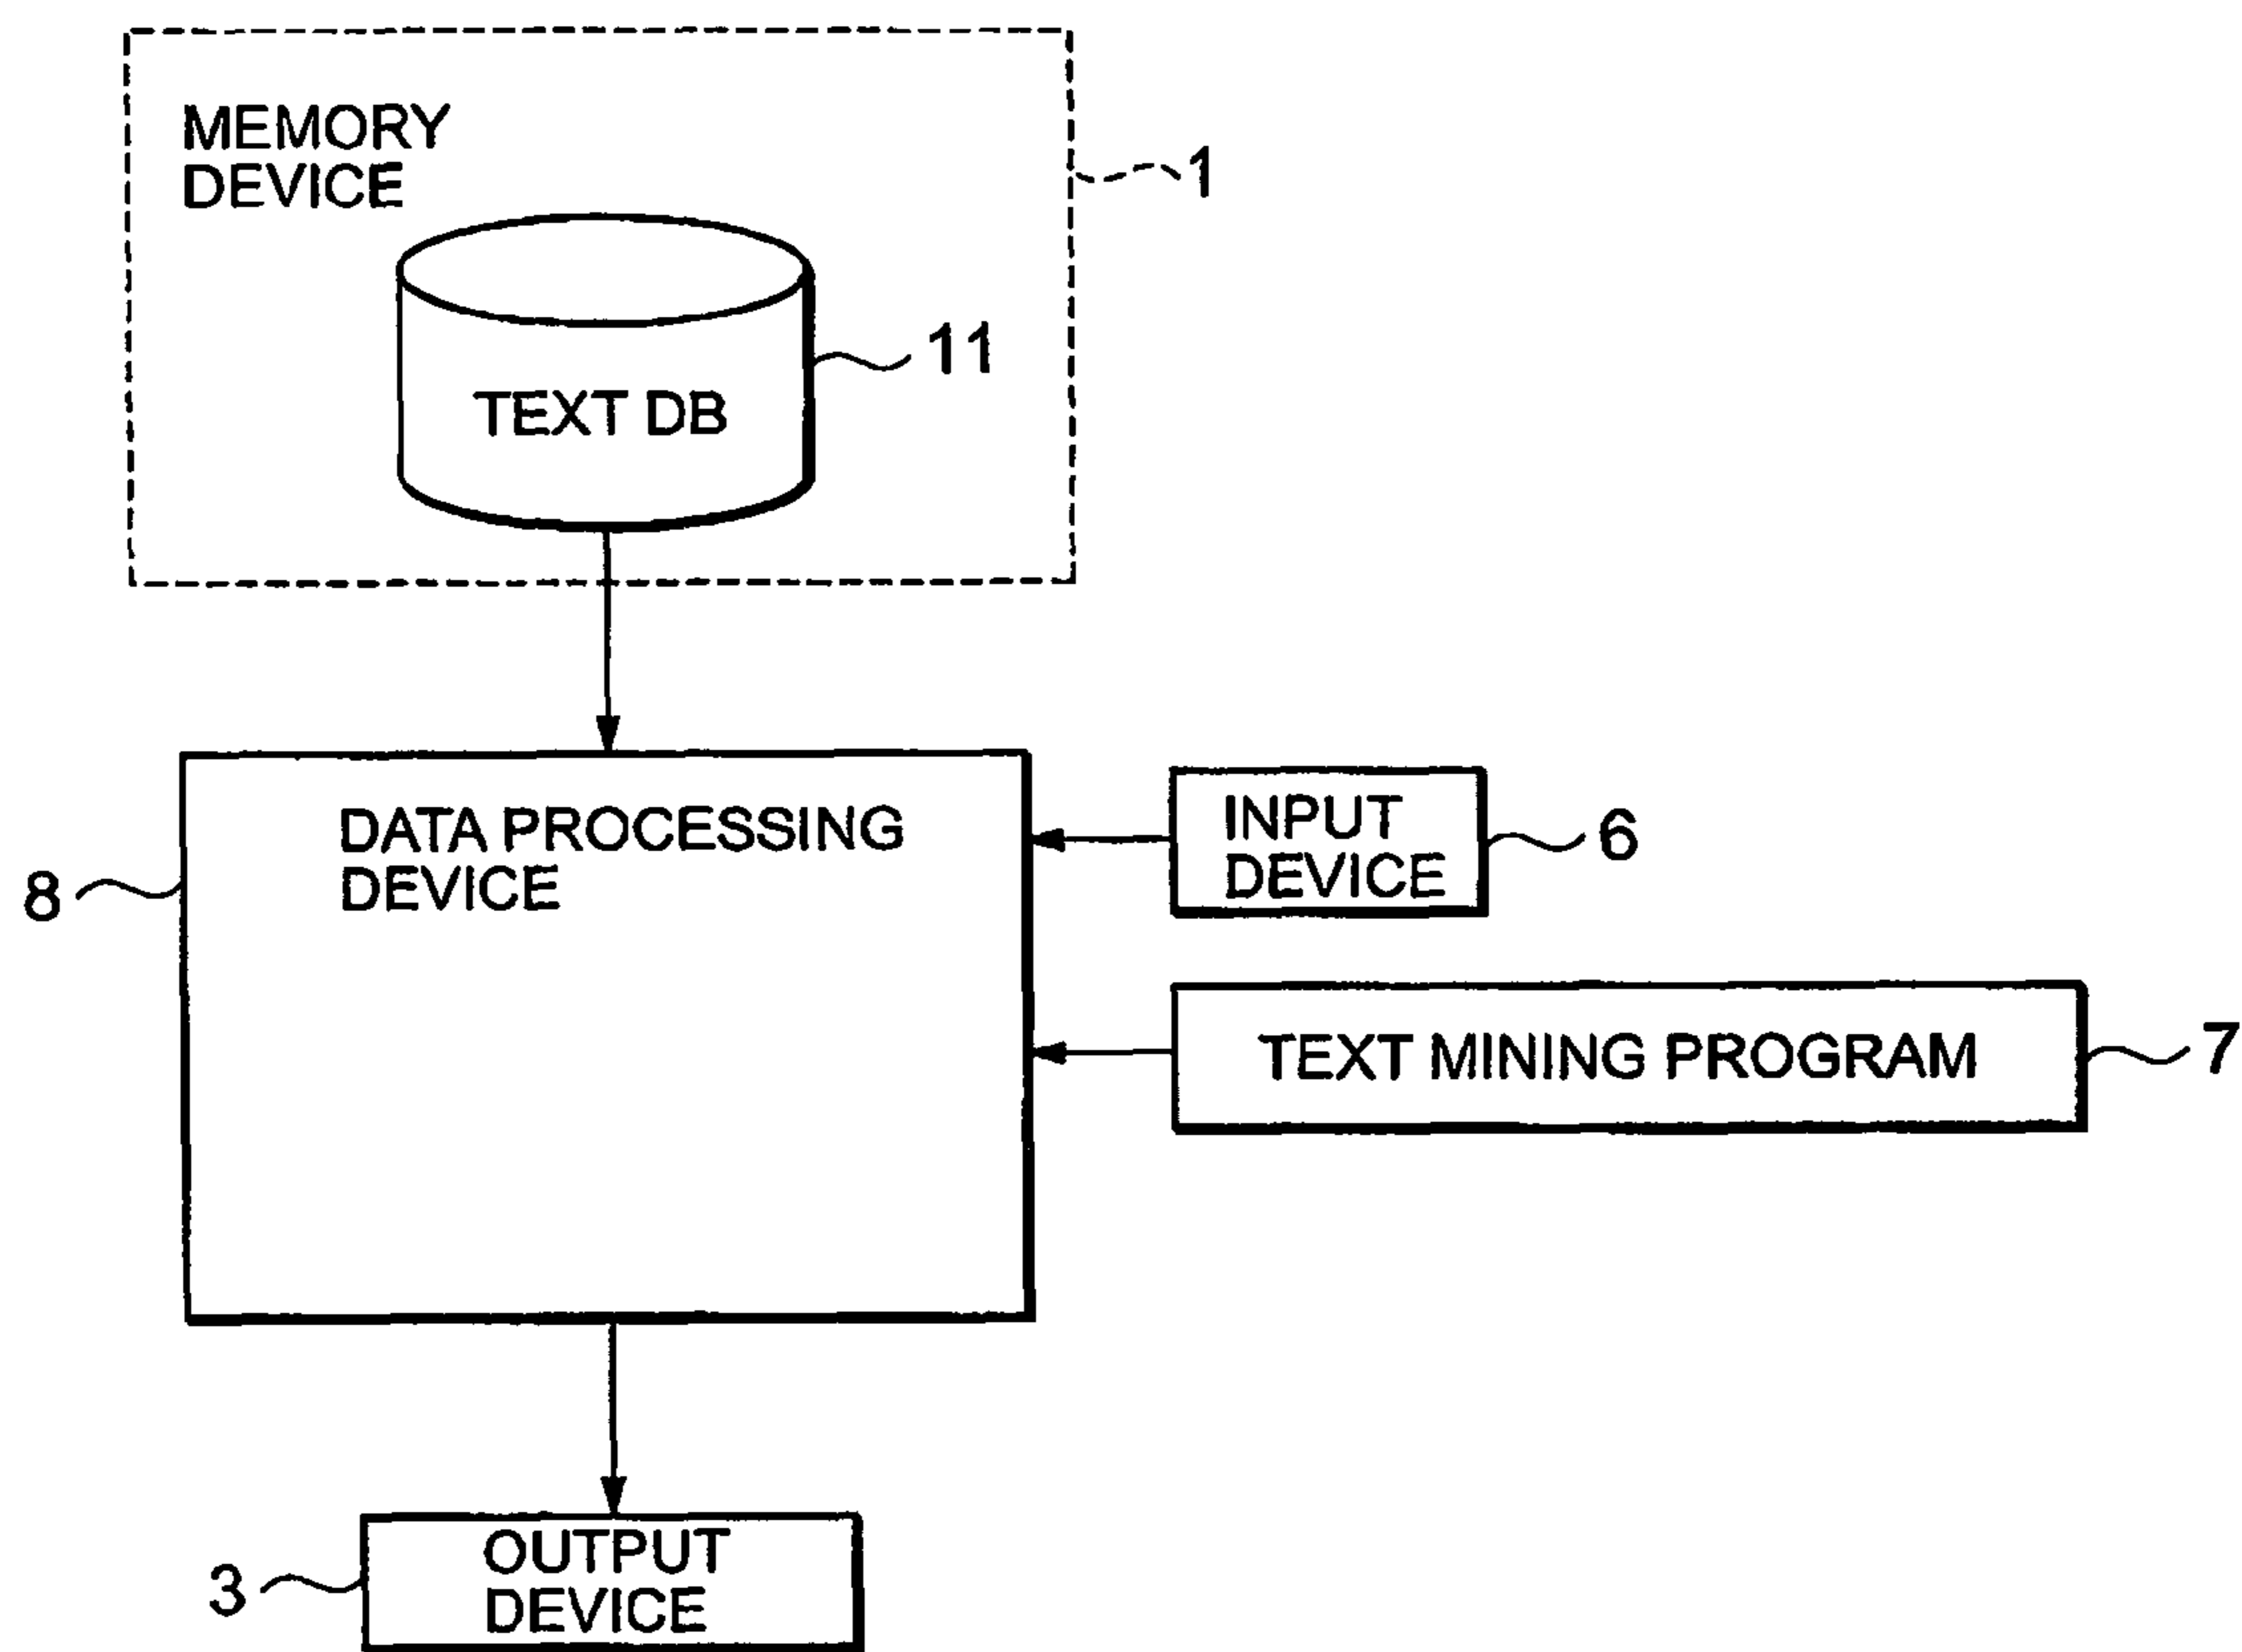 MEMORY
DEVICE
1
11
TEXT DB
DATA PROCESSING
DEVICE
8
INPUT
DEVICE
6
TEXT MINING PROGRAM
7
OUTPUT
DEVICE
3